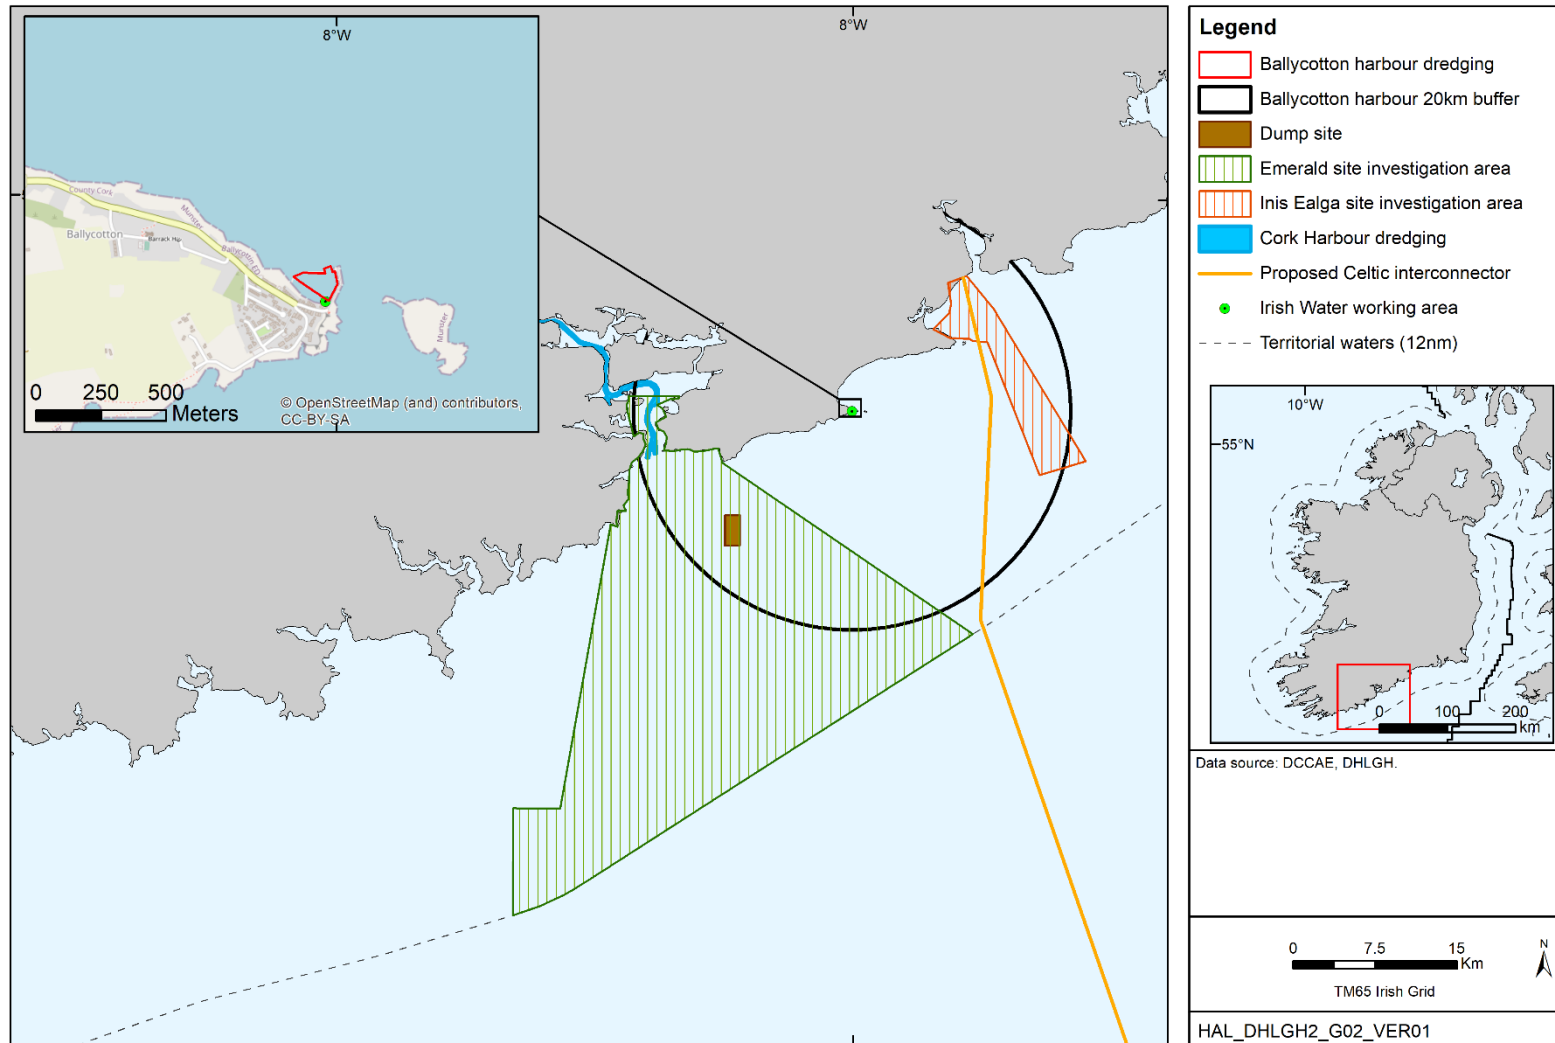 8°W
8°W
County Cork
Munster
Ballycotton
Barrack Hill
Ballycotton ED
Munster
0 250 500
Meters
© OpenStreetMap (and) contributors,
CC-BY-SA
Legend
Ballycotton harbour dredging
Ballycotton harbour 20km buffer
Dump site
Emerald site investigation area
Inis Ealga site investigation area
Cork Harbour dredging
Proposed Celtic interconnector
Irish Water working area
Territorial waters (12nm)
10°W
55°N
0 100 200
km
Data source: DCCAE, DHLGH.
0 7.5 15
Km
N
TM65 Irish Grid
HAL_DHLGH2_G02_VER01